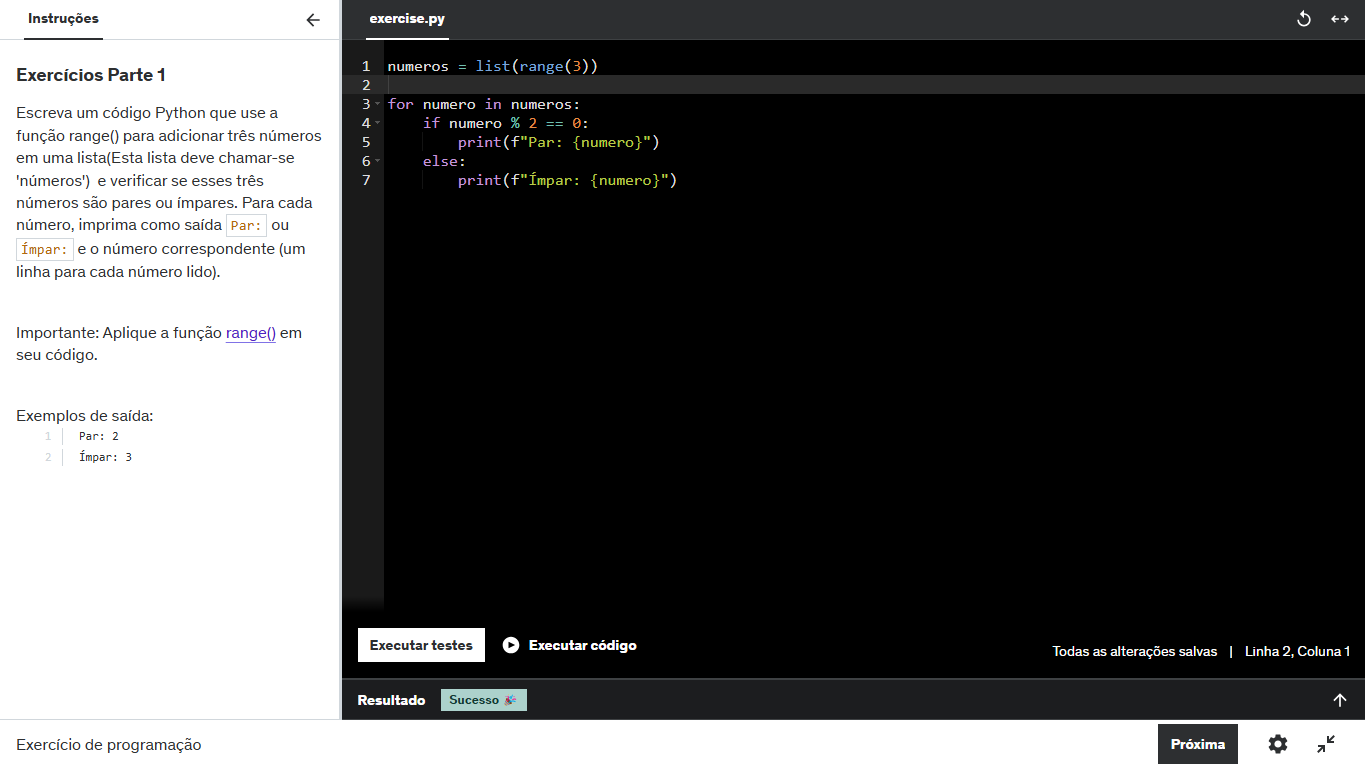 Instruções
Exercícios Parte 1
Escreva um código Python que use a
função range() para adicionar três números
em uma lista(Esta lista deve chamar-se
'números')  e verificar se esses três
números são pares ou ímpares. Para cada
número, imprima como saída Par: ou
Ímpar: e o número correspondente (um
linha para cada número lido).
Importante: Aplique a função range() em
seu código.
Exemplos de saída:
1 Par: 2
2 Ímpar: 3
exercise.py
1 numeros = list(range(3))
2
3 for numero in numeros:
4     if numero % 2 == 0:
5         print(f"Par: {numero}")
6     else:
7         print(f"Ímpar: {numero}")
Executar testes
Executar código
Todas as alterações salvas | Linha 2, Coluna 1
Resultado Sucesso 🎉
Exercício de programação
Próxima